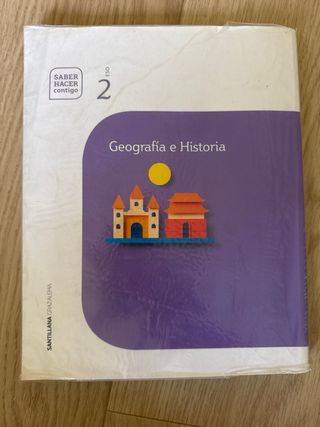 SABER
HACER
contigo
2 ESO
Geografía e Historia
SANTILLANA GRAZALEMA